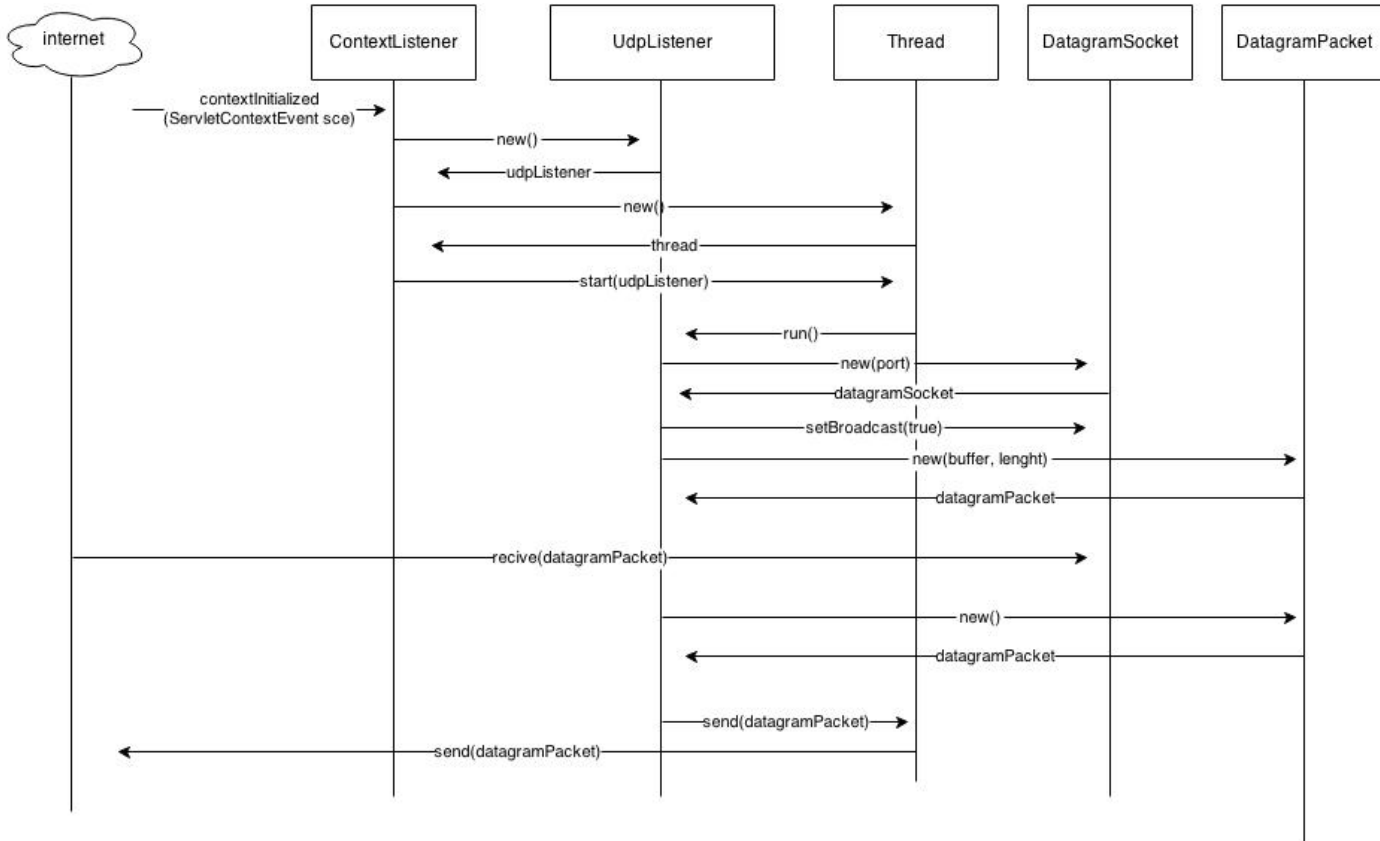 internet
ContextListener
UdpListener
Thread
DatagramSocket
DatagramPacket
contextInitialized
(ServletContextEvent sce)
new()
udpListener
new()
thread
start(udpListener)
run()
new(port)
datagramSocket
setBroadcast(true)
new(buffer, lenght)
datagramPacket
recive(datagramPacket)
new()
datagramPacket
send(datagramPacket)
send(datagramPacket)